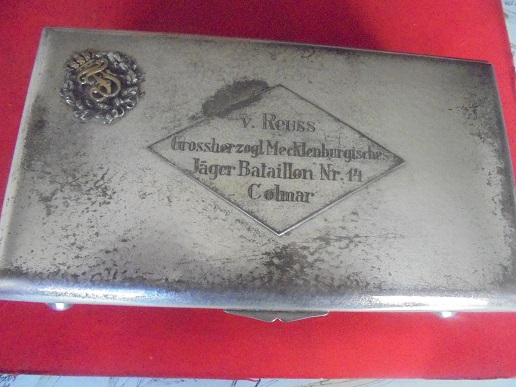 v. Reuss
Grossherzogl. Mecklenburgisches
Jäger Bataillon Nr. 14
Colmar